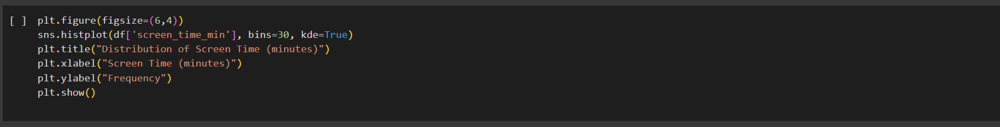 [ ] plt.figure(figsize=(6,4))
sns.histplot(df['screen_time_min'], bins=30, kde=True)
plt.title("Distribution of Screen Time (minutes)")
plt.xlabel("Screen Time (minutes)")
plt.ylabel("Frequency")
plt.show()